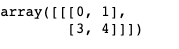 array([[[0, 1],
        [3, 4]]])